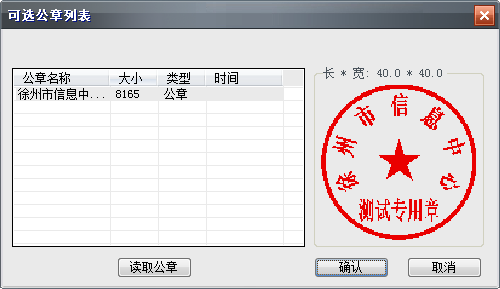 可选公章列表
公章名称 大小 类型 时间
徐州市信息中... 8165 公章
长 * 宽: 40.0 * 40.0
徐州市信息中心
测试专用章
读取公章 确认 取消